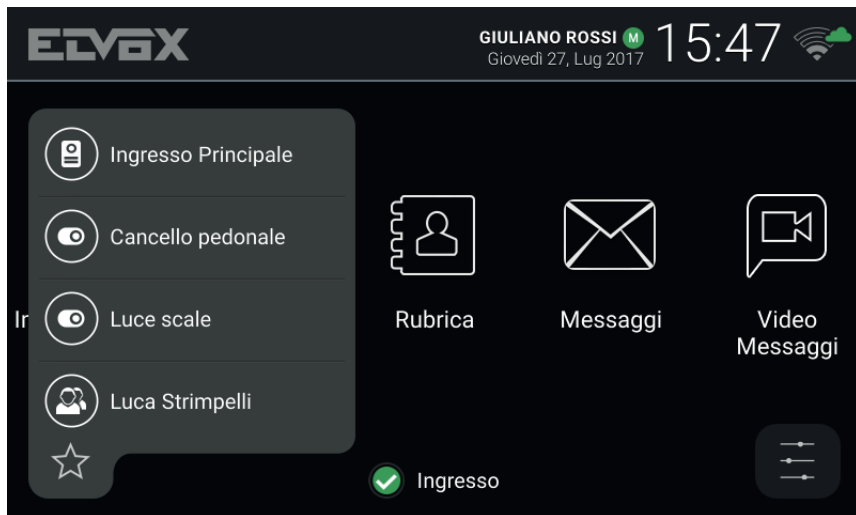 ELVOX
GIULIANO ROSSI M
Giovedì 27, Lug 2017
15:47
Ingresso Principale
Cancello pedonale
Luce scale
Luca Strimpelli
Rubrica
Messaggi
Video
Messaggi
Ingresso